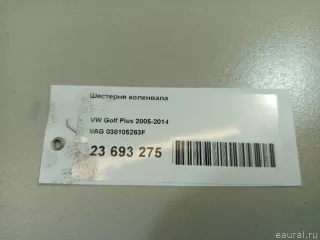 Шестерня коленвала
VW Golf Plus 2005-2014
VAG 038105263F
23 693 275
eaural.ru